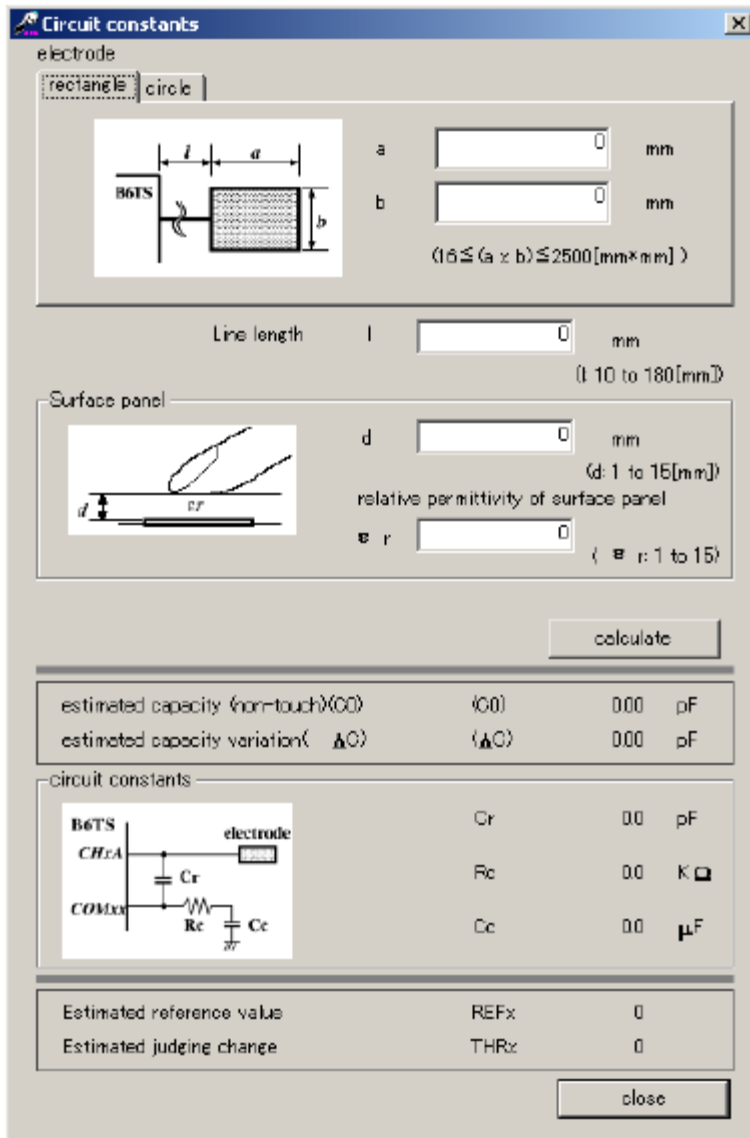 Circuit constants
electrode
rectangle circle
l a
B6TS
b
a 0 mm
b 0 mm
(16≦(a x b)≦2500[mm*mm] )
Line length l 0 mm
(l: 10 to 180[mm])
Surface panel
d εr
d 0 mm
(d: 1 to 15[mm])
relative permittivity of surface panel
ε r 0
( ε r: 1 to 15)
calculate
estimated capacity (non-touch)(C0) (C0) 0.00 pF
estimated capacity variation( ΔC) (ΔC) 0.00 pF
circuit constants
B6TS
electrode
CHxA
Cr
COMxx
Rc Cc
Cr 0.0 pF
Rc 0.0 KΩ
Cc 0.0 μF
Estimated reference value REFx 0
Estimated judging change THRx 0
close